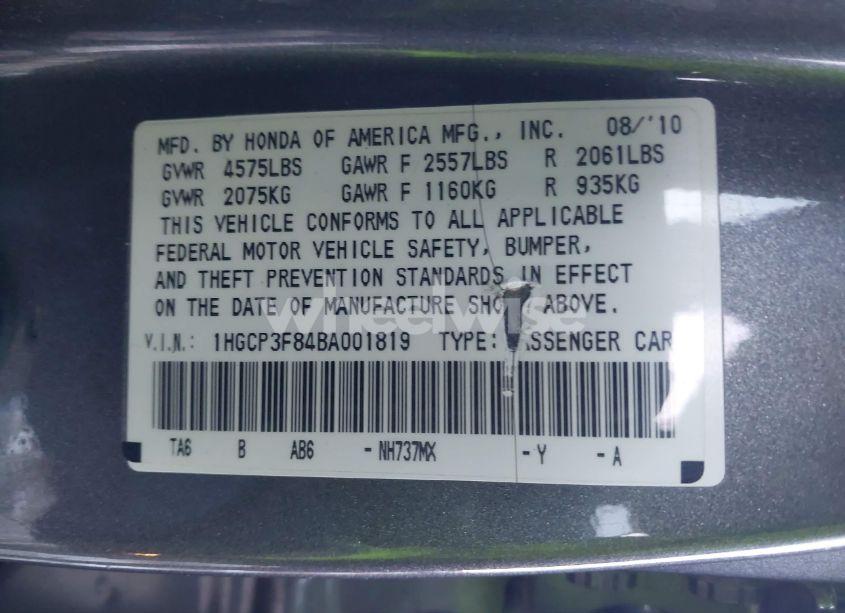 MFD. BY HONDA OF AMERICA MFG., INC. 08/'10
GVWR 4575LBS GAWR F 2557LBS R 2061LBS
GVWR 2075KG GAWR F 1160KG R 935KG
THIS VEHICLE CONFORMS TO ALL APPLICABLE
FEDERAL MOTOR VEHICLE SAFETY, BUMPER,
AND THEFT PREVENTION STANDARDS IN EFFECT
ON THE DATE OF MANUFACTURE SHO ABOVE.
wheelwise
V.I.N.: 1HGCP3F84BA001819 TYPE: ASSENGER CAR
TA6 B AB6 - NH737MX - Y - A